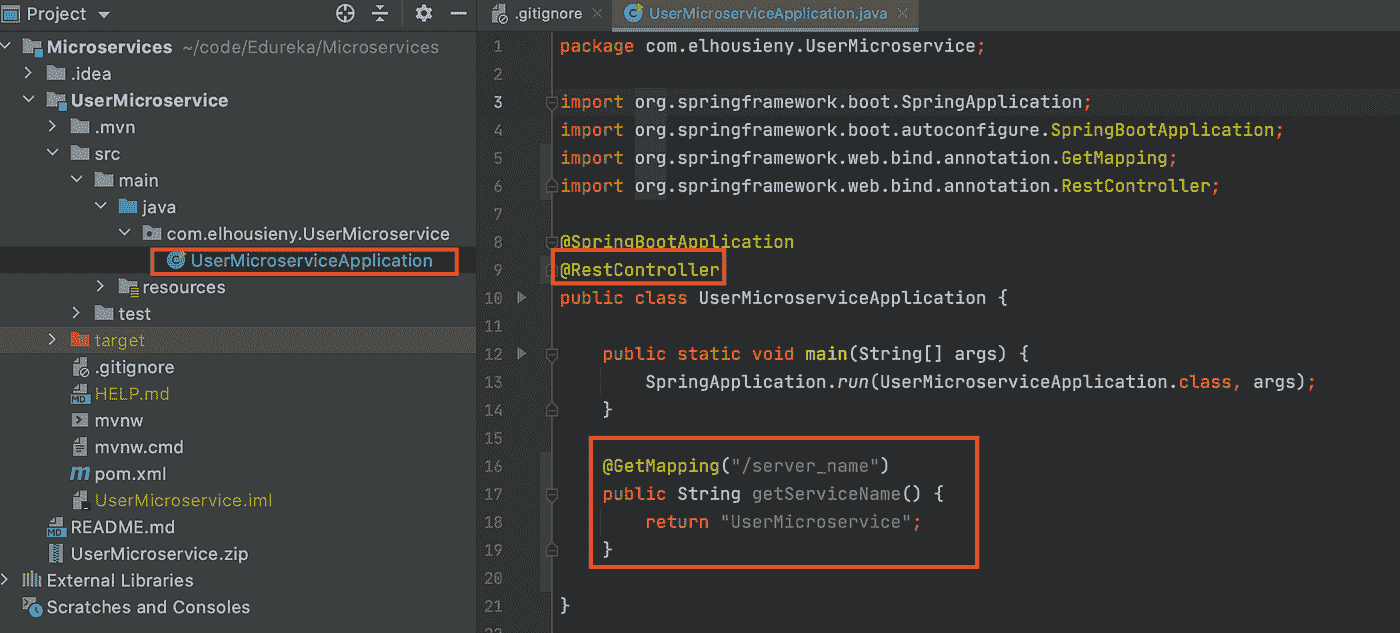 Project
Microservices ~/code/Edureka/Microservices
.idea
UserMicroservice
.mvn
src
main
java
com.elhousieny.UserMicroservice
UserMicroserviceApplication
resources
test
target
.gitignore
HELP.md
mvnw
mvnw.cmd
pom.xml
UserMicroservice.iml
README.md
UserMicroservice.zip
External Libraries
Scratches and Consoles
.gitignore
UserMicroserviceApplication.java
1 package com.elhousieny.UserMicroservice;
2
3 import org.springframework.boot.SpringApplication;
4 import org.springframework.boot.autoconfigure.SpringBootApplication;
5 import org.springframework.web.bind.annotation.GetMapping;
6 import org.springframework.web.bind.annotation.RestController;
7
8 @SpringBootApplication
9 @RestController
10 public class UserMicroserviceApplication {
11
12 public static void main(String[] args) {
13 SpringApplication.run(UserMicroserviceApplication.class, args);
14 }
15
16 @GetMapping("/server_name")
17 public String getServiceName() {
18 return "UserMicroservice";
19 }
20
21 }
22